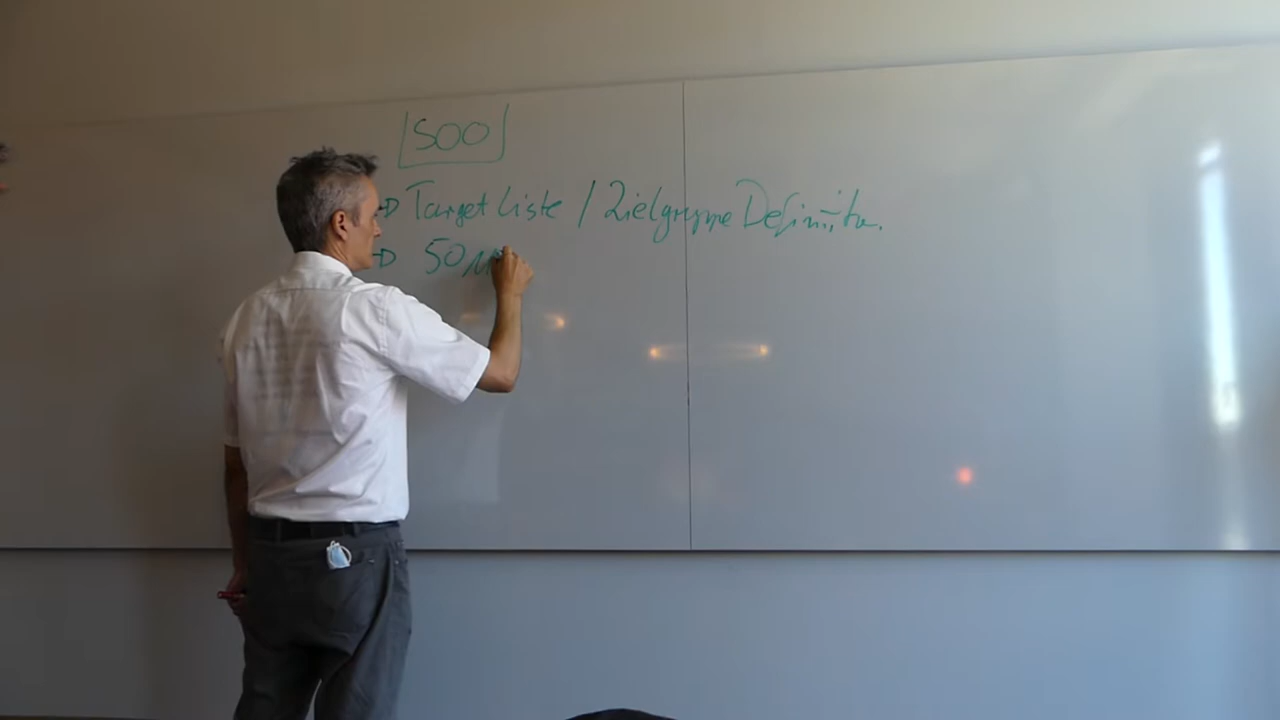 500
→ Target Liste / Zielgruppe Definition.
→ 50